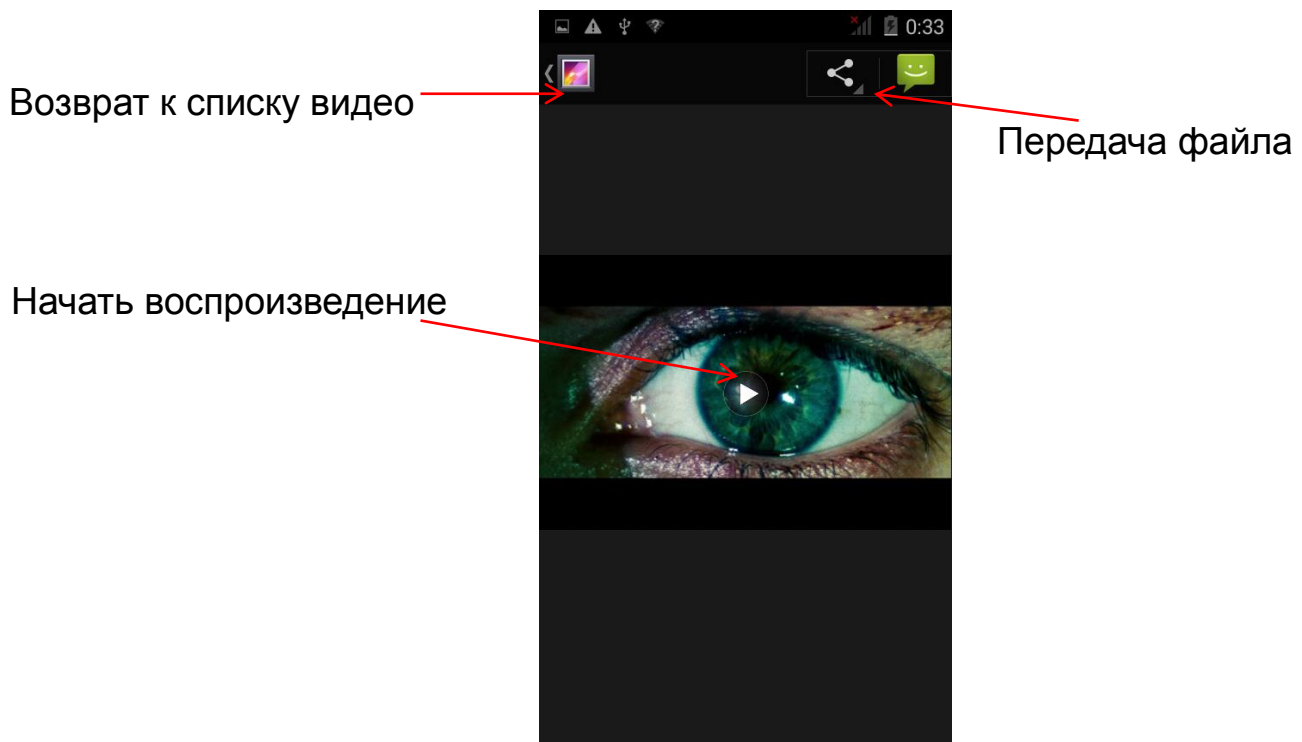 0:33
Возврат к списку видео
Передача файла
Начать воспроизведение